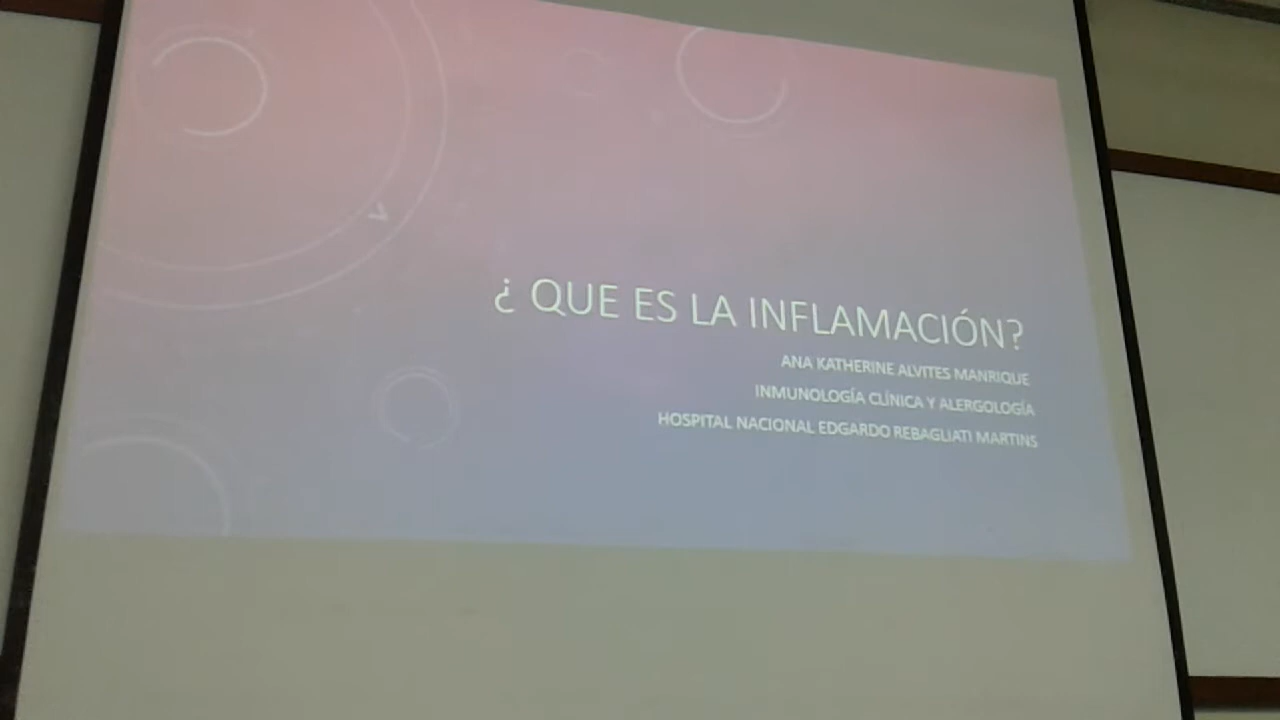 ¿ QUE ES LA INFLAMACIÓN?
ANA KATHERINE ALVITES MANRIQUE
INMUNOLOGÍA CLÍNICA Y ALERGOLOGÍA
HOSPITAL NACIONAL EDGARDO REBAGLIATI MARTINS